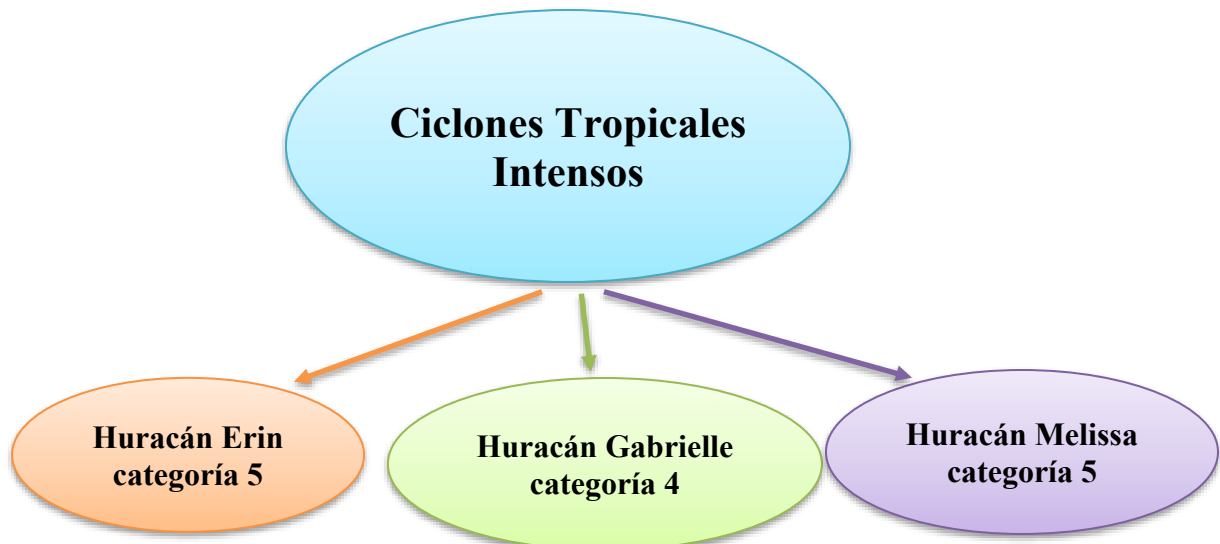 Ciclones Tropicales
Intensos
Huracán Erin
categoría 5
Huracán Gabrielle
categoría 4
Huracán Melissa
categoría 5